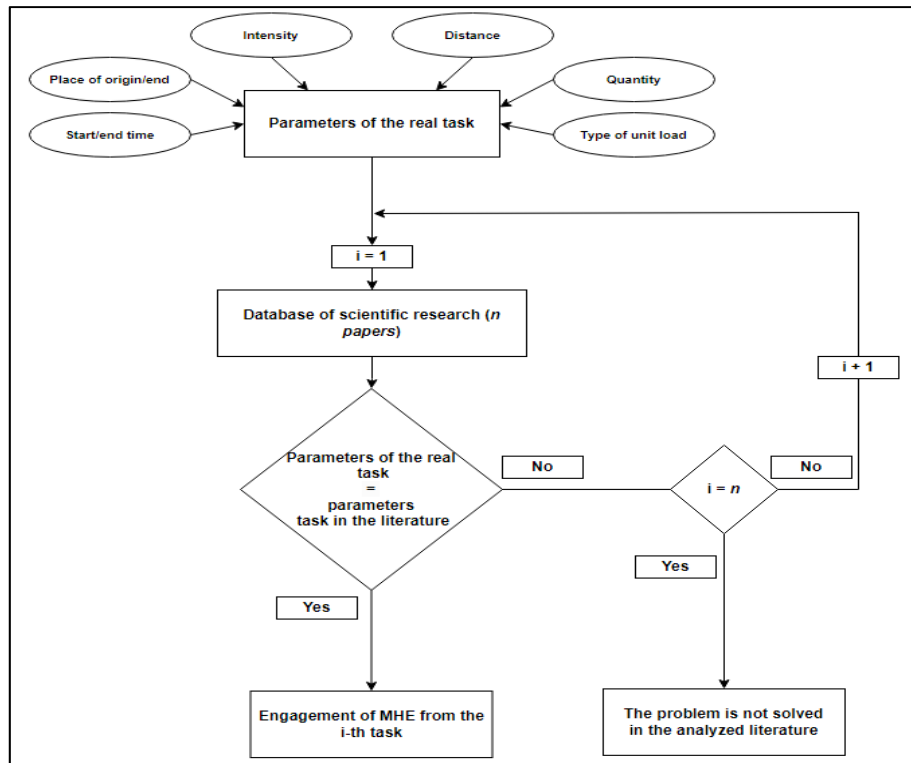 Intensity
Distance
Place of origin/end
Quantity
Parameters of the real task
Start/end time
Type of unit load
i = 1
Database of scientific research (n
papers)
i + 1
Parameters of the real
task
=
parameters
task in the literature
No
i = n
No
Yes
Yes
Engagement of MHE from the
i-th task
The problem is not solved
in the analyzed literature